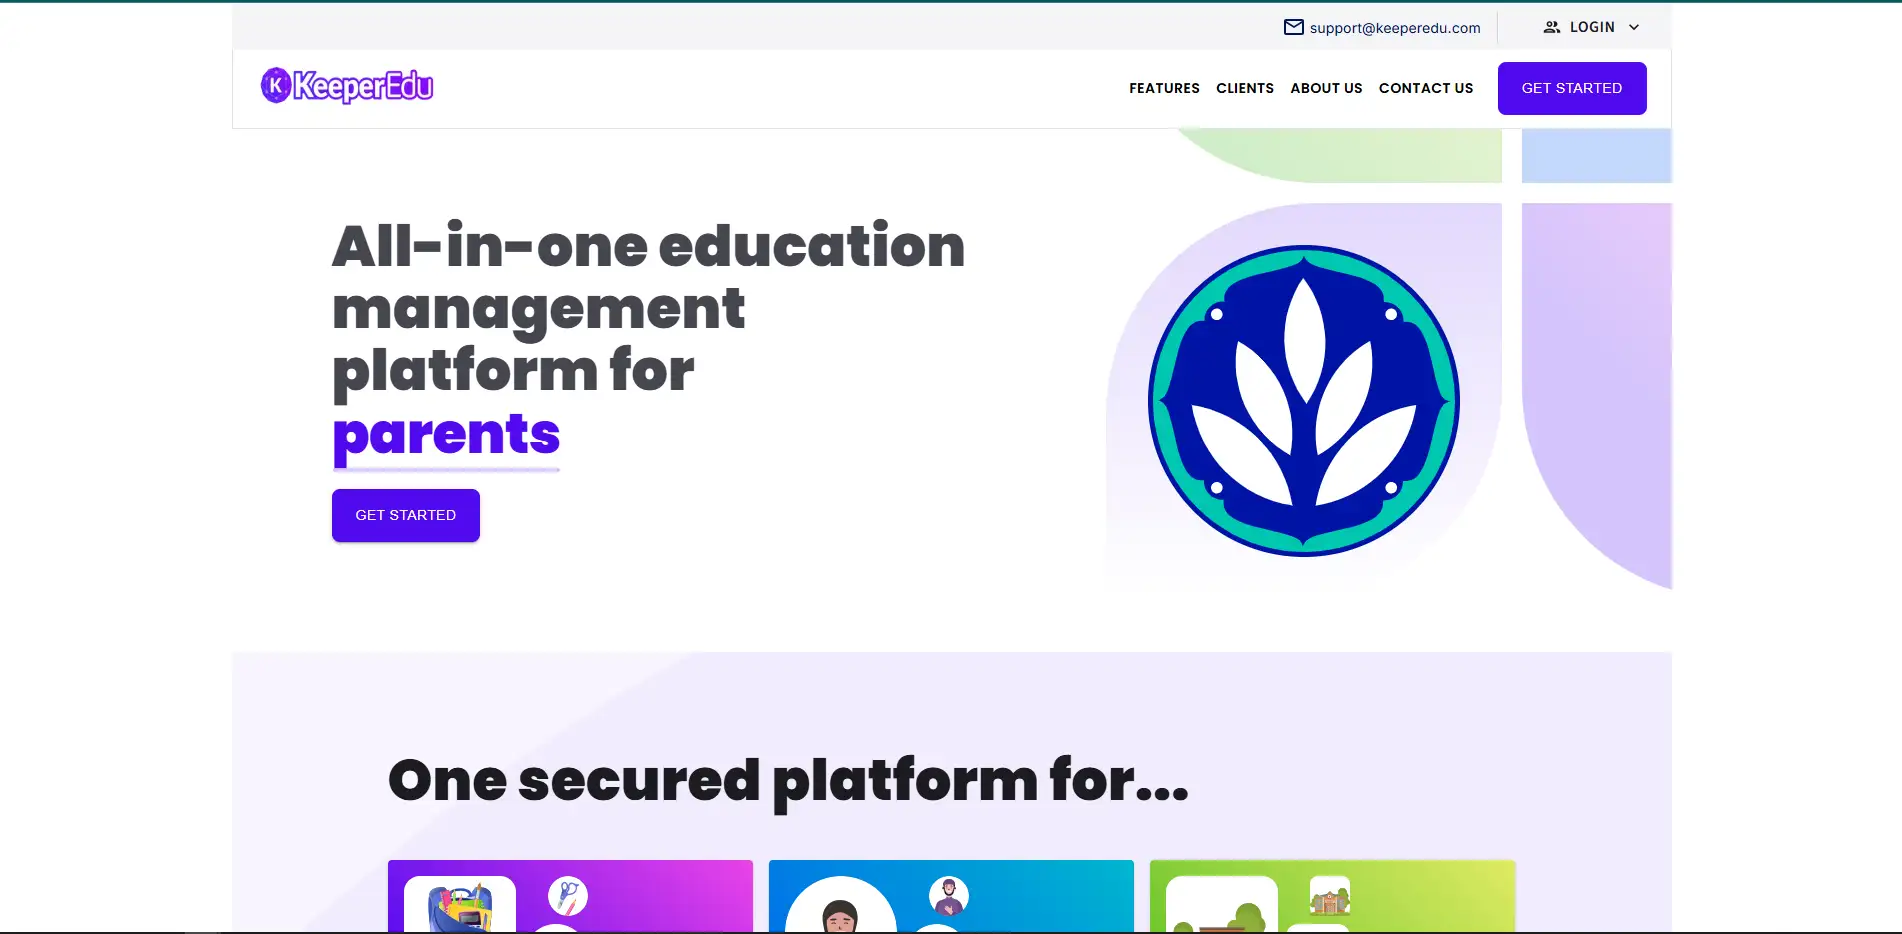 support@keeperedu.com
LOGIN
K KeeperEdu
FEATURES CLIENTS ABOUT US CONTACT US GET STARTED
All-in-one education
management
platform for
parents
GET STARTED
One secured platform for...